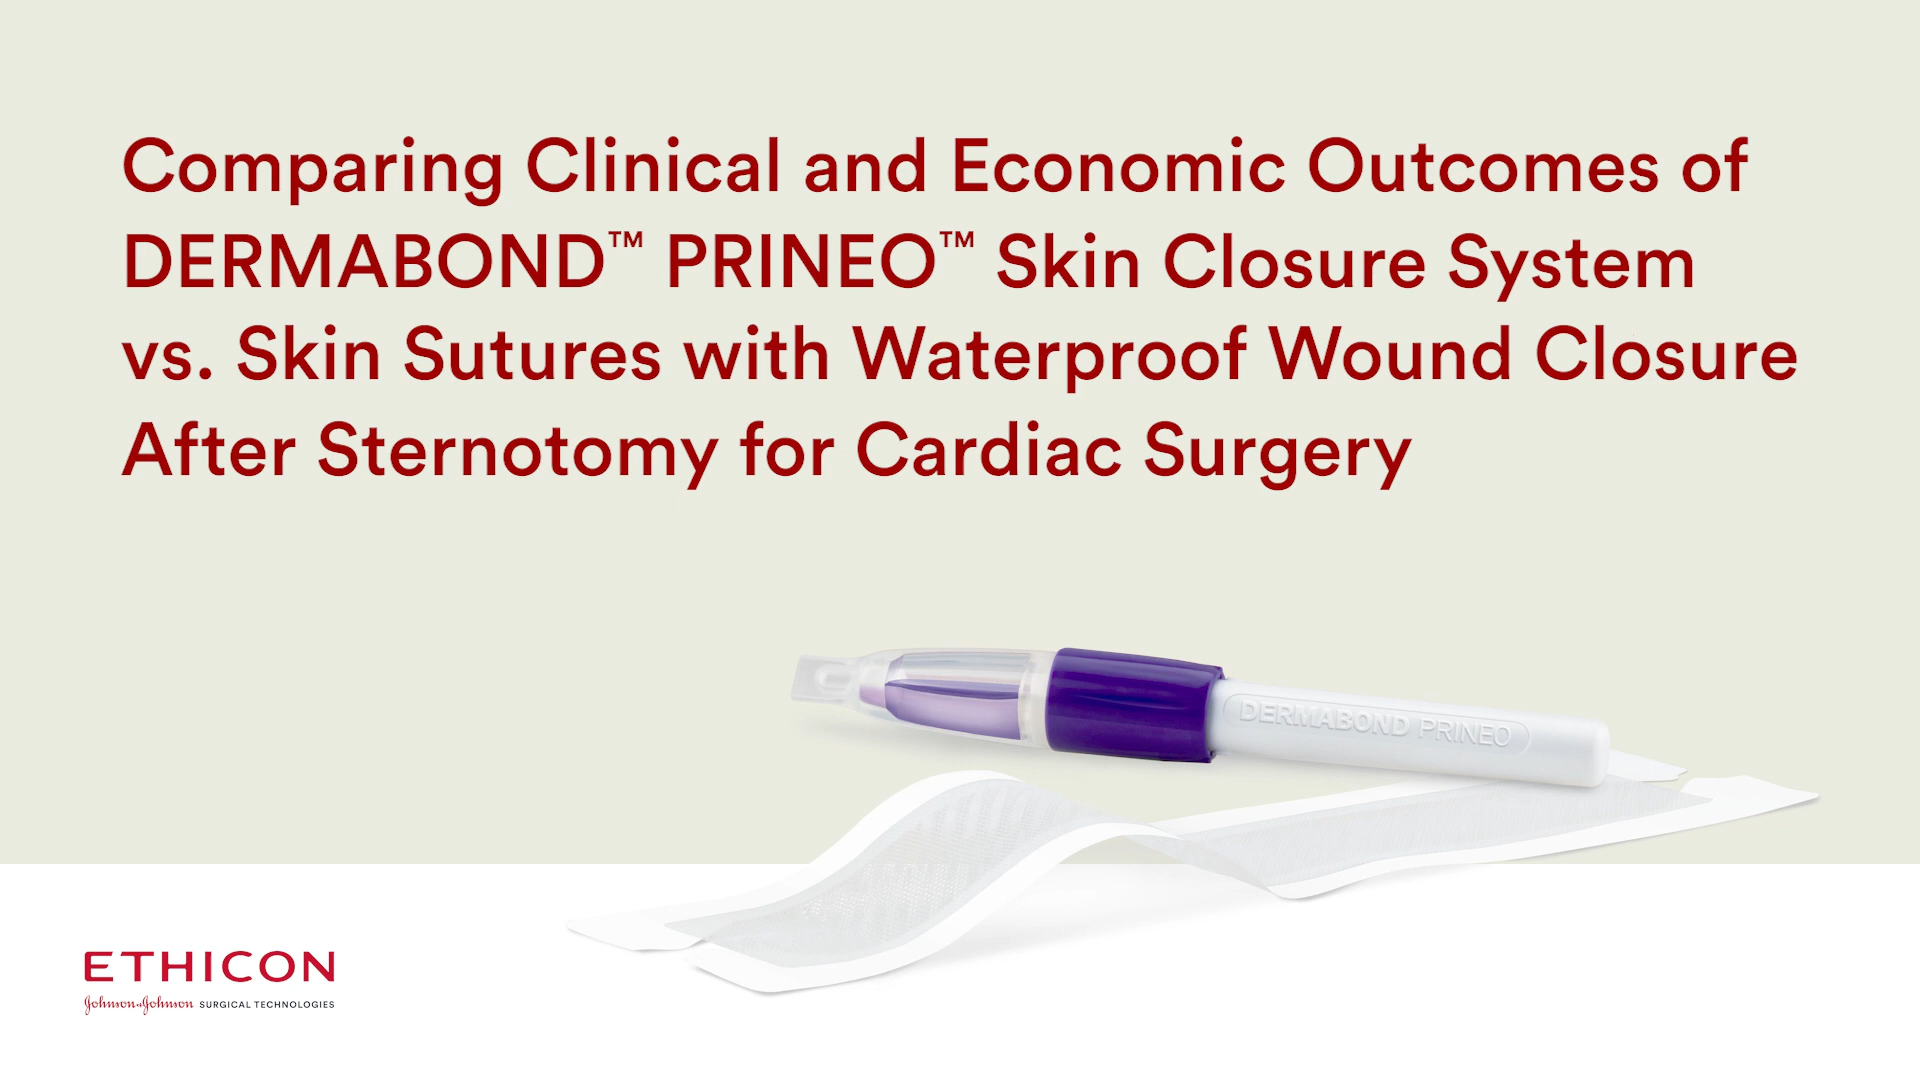 Comparing Clinical and Economic Outcomes of
DERMABOND™ PRINEO™ Skin Closure System
vs. Skin Sutures with Waterproof Wound Closure
After Sternotomy for Cardiac Surgery
DERMABOND PRINEO
ETHICON
Johnson & Johnson SURGICAL TECHNOLOGIES